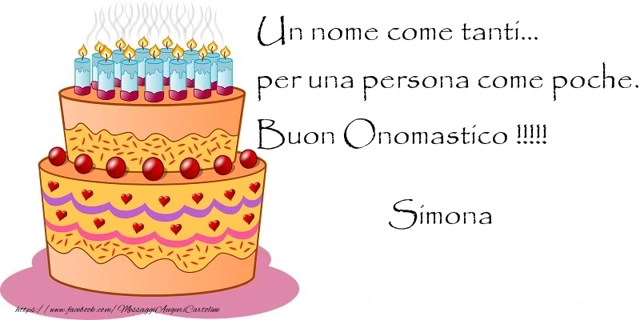 Un nome come tanti...
per una persona come poche.
Buon Onomastico !!!!!
Simona
https://www.facebook.com/MessaggiAuguriCartoline